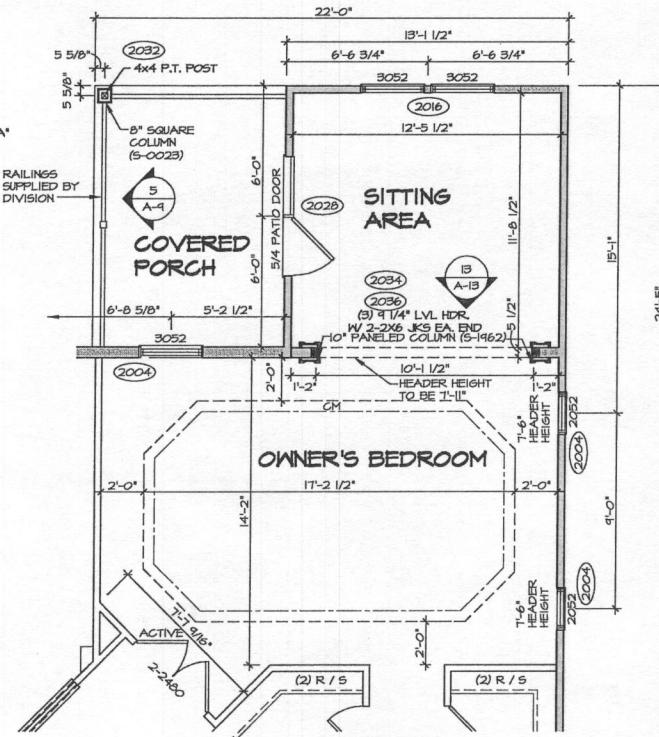 22'-0"
13'-1 1/2"
6'-6 3/4"
6'-6 3/4"
5 5/8"
2032
4x4 P.T. POST
5 5/8"
3052
3052
2016
12'-5 1/2"
8" SQUARE
COLUMN
(S-0023)
RAILINGS
SUPPLIED BY
DIVISION
5
A-9
6'-0"
6'-0"
5/4 PATIO DOOR
2028
SITTING
AREA
11'-8 1/2"
15'-1"
COVERED
PORCH
2034
2036
13
A-13
(3) 9 1/4" LVL HDR.
W/ 2-2X6 JKS EA. END
10" PANELED COLUMN (S-1962)
5 1/2"
6'-8 5/8"
5'-2 1/2"
3052
2004
2'-0"
1'-2"
10'-1 1/2"
1'-2"
HEADER HEIGHT
TO BE 7'-11"
CM
7'-6"
HEADER
HEIGHT
2052
2004
OWNER'S BEDROOM
2'-0"
17'-2 1/2"
2'-0"
14'-2"
9'-0"
7'-6"
HEADER
HEIGHT
2052
2004
7'-7 9/16"
ACTIVE
2-2480
2'-0"
(2) R / S
(2) R / S